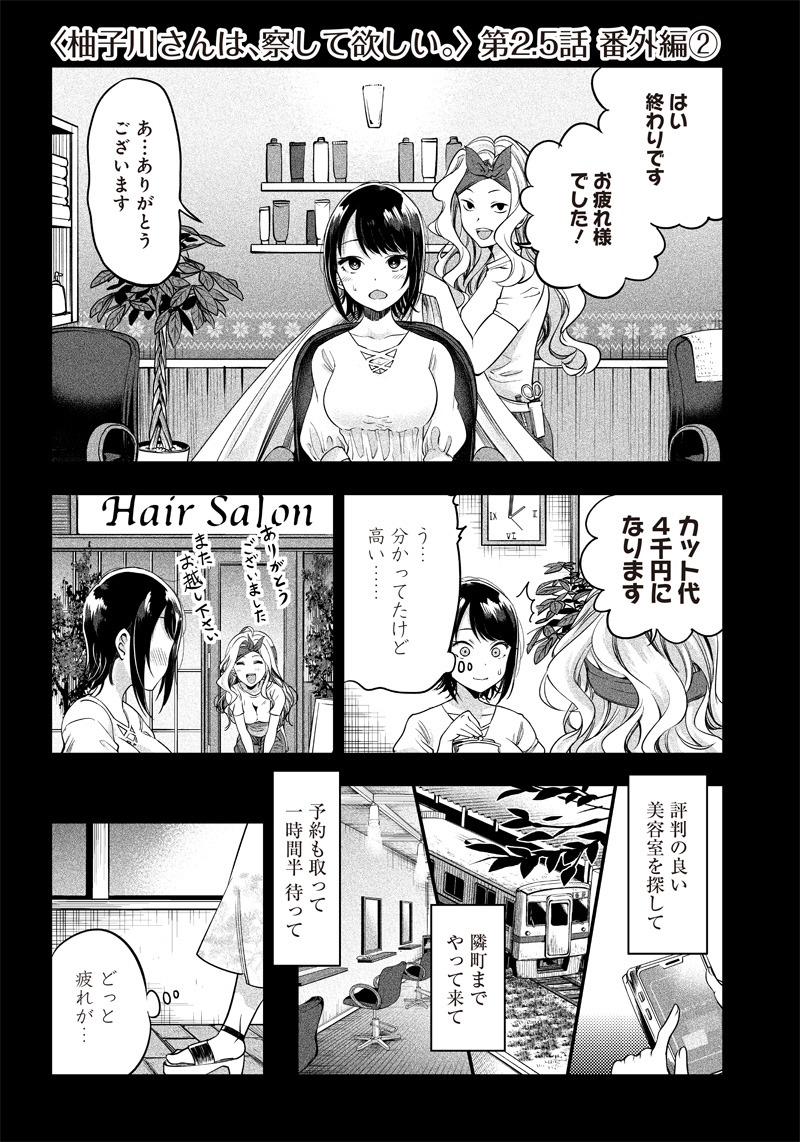 〈柚子川さんは、察して欲しい。〉 第2.5話 番外編②
はい
終わりです
お疲れ様
でした!
あ…ありがとう
ございます
カット代
4千円に
なります
う…
分かってたけど
高い……
IX
I
VI
Hair Salon
ありがとう
ございました
また
お越し下さい
評判の良い
美容室を探して
隣町まで
やって来て
予約も取って
一時間半 待って
どっと
疲れが…